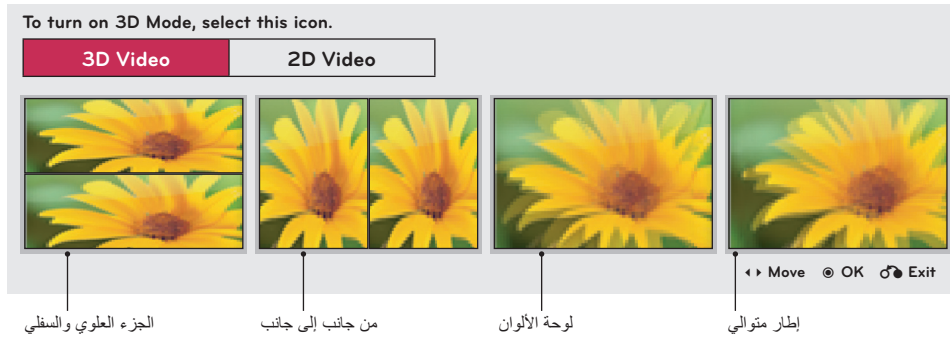 To turn on 3D Mode, select this icon.
3D Video 2D Video
Move OK Exit
الجزء العلوي والسفلي
من جانب إلى جانب
لوحة الألوان
إطار متوالي